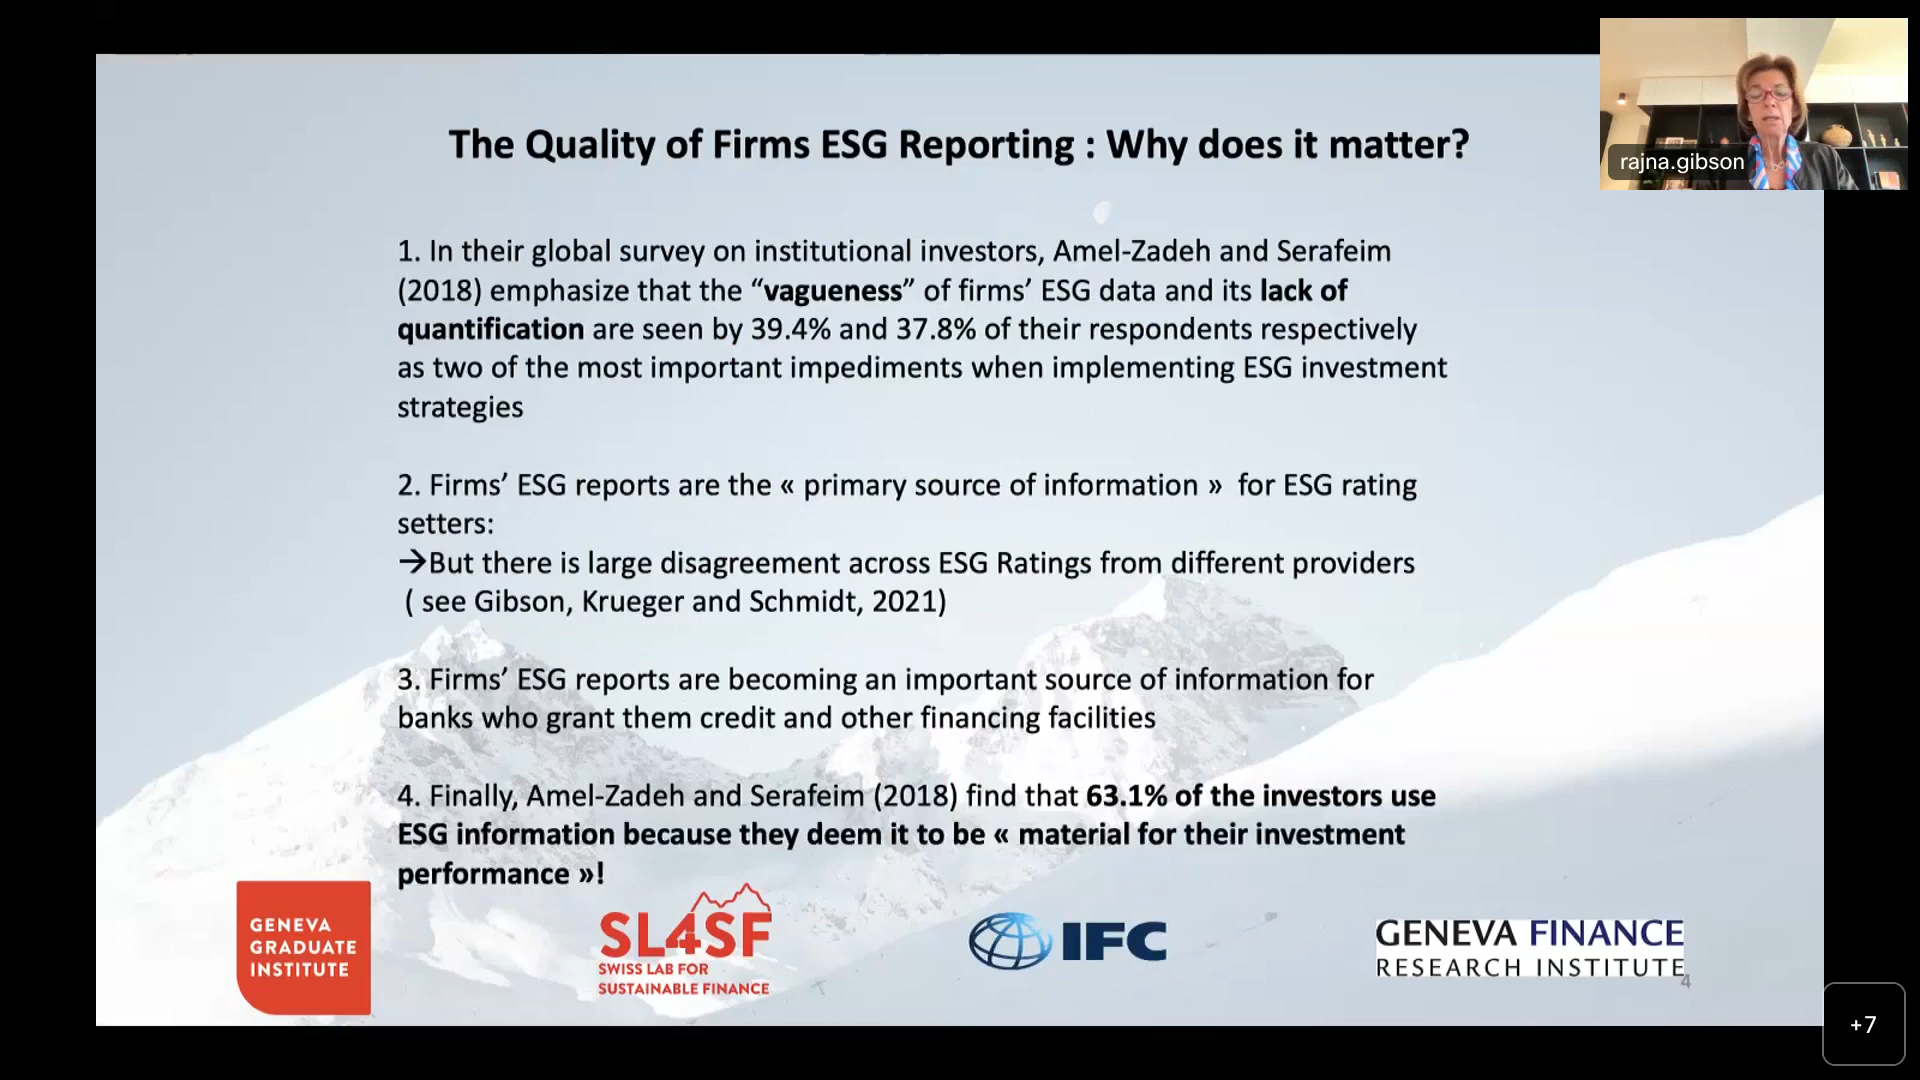 The Quality of Firms ESG Reporting : Why does it matter?
rajna.gibson
1. In their global survey on institutional investors, Amel-Zadeh and Serafeim
(2018) emphasize that the “vagueness” of firms’ ESG data and its lack of
quantification are seen by 39.4% and 37.8% of their respondents respectively
as two of the most important impediments when implementing ESG investment
strategies
2. Firms’ ESG reports are the « primary source of information »  for ESG rating
setters:
→But there is large disagreement across ESG Ratings from different providers
( see Gibson, Krueger and Schmidt, 2021)
3. Firms’ ESG reports are becoming an important source of information for
banks who grant them credit and other financing facilities
4. Finally, Amel-Zadeh and Serafeim (2018) find that 63.1% of the investors use
ESG information because they deem it to be « material for their investment
performance »!
GENEVA
GRADUATE
INSTITUTE
SL4SF
SWISS LAB FOR
SUSTAINABLE FINANCE
IFC
GENEVA FINANCE
RESEARCH INSTITUTE
4
+7